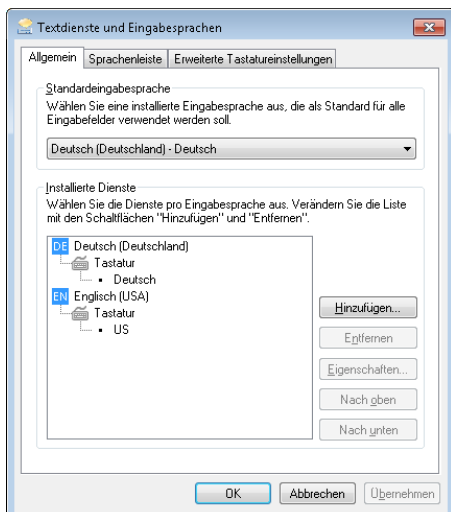 Textdienste und Eingabesprachen
Allgemein Sprachenliste Erweiterte Tastatureinstellungen
Standardeingabesprache
Wählen Sie eine installierte Eingabesprache aus, die als Standard für alle
Eingabefelder verwendet werden soll.
Deutsch (Deutschland) - Deutsch
Installierte Dienste
Wählen Sie die Dienste pro Eingabesprache aus. Verändern Sie die Liste
mit den Schaltflächen "Hinzufügen" und "Entfernen".
DE Deutsch (Deutschland)
Tastatur
• Deutsch
EN Englisch (USA)
Tastatur
• US
Hinzufügen...
Entfernen
Eigenschaften...
Nach oben
Nach unten
OK Abbrechen Übernehmen